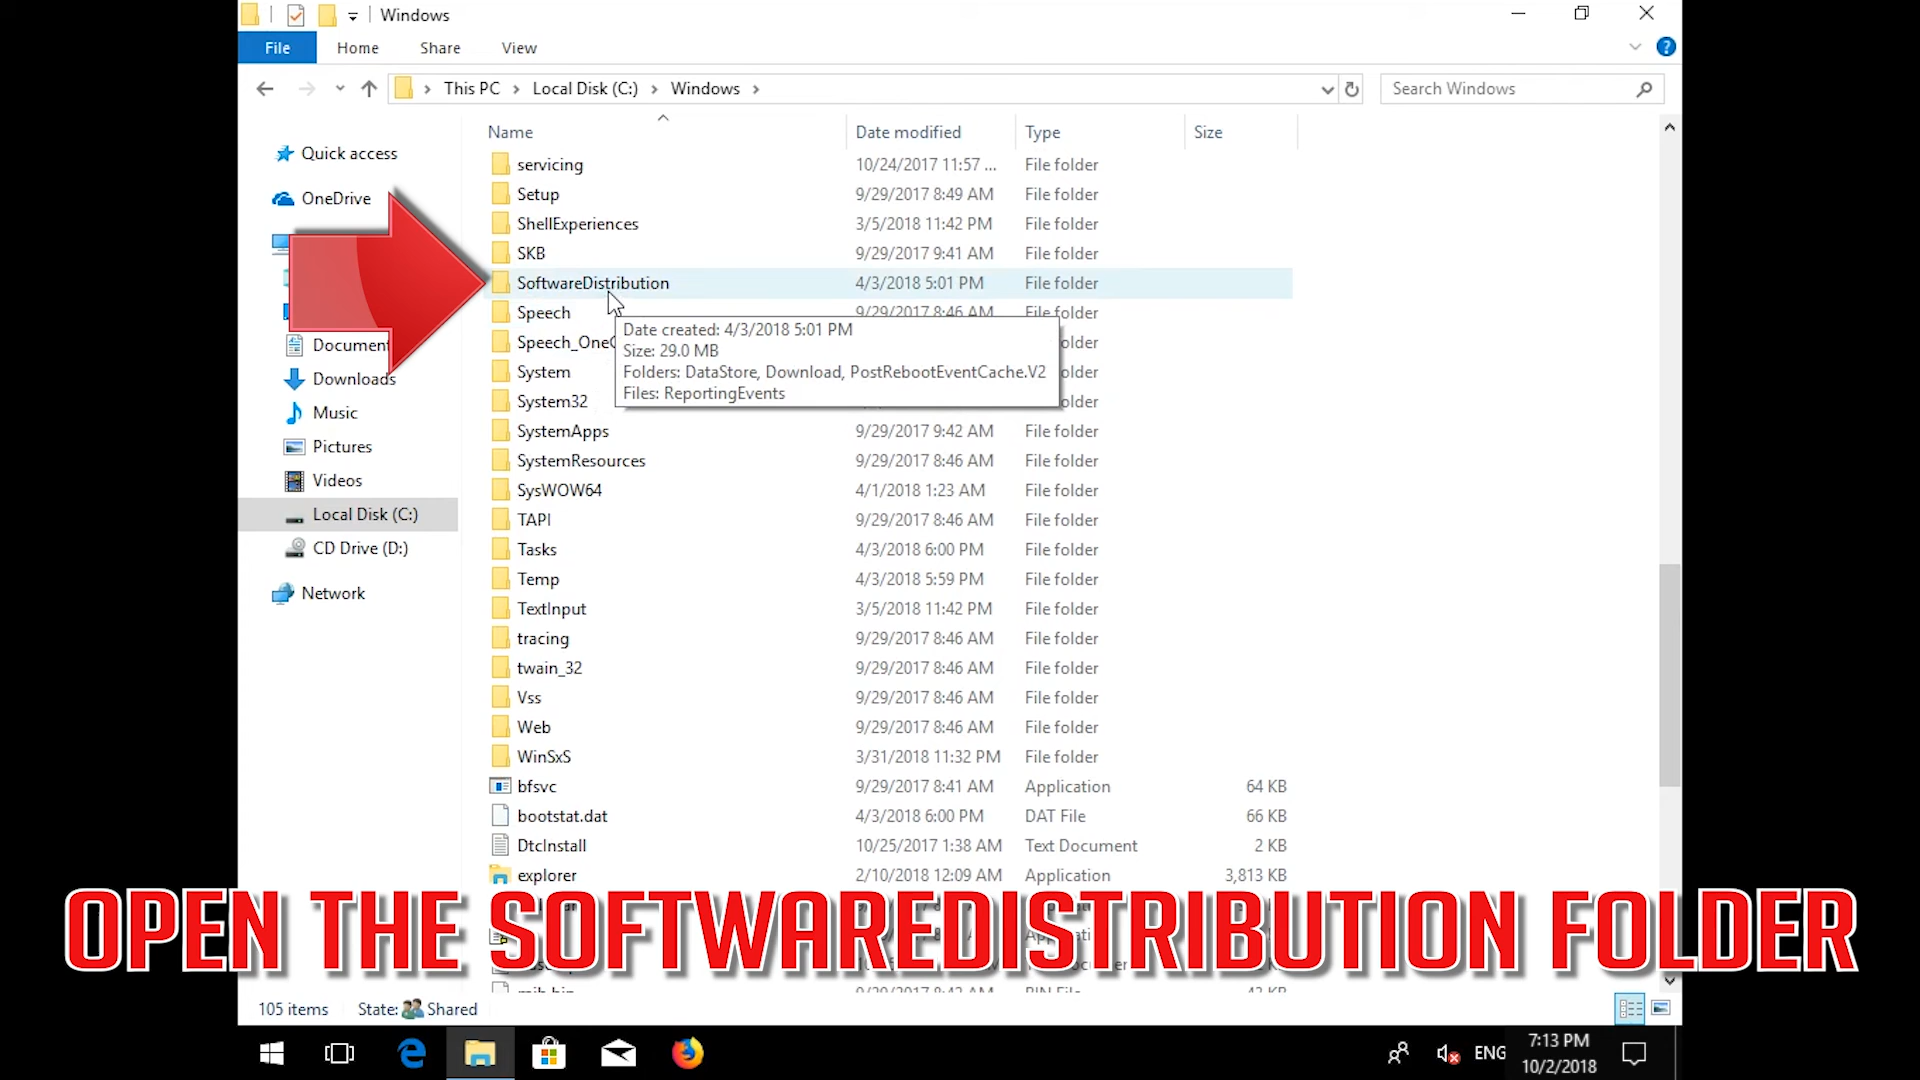 Windows
File Home Share View
This PC Local Disk (C:) Windows
Search Windows
Name Date modified Type Size
Quick access
OneDrive
Document
Downloads
Music
Pictures
Videos
Local Disk (C:)
CD Drive (D:)
Network
servicing 10/24/2017 11:57 ... File folder
Setup 9/29/2017 8:49 AM File folder
ShellExperiences 3/5/2018 11:42 PM File folder
SKB 9/29/2017 9:41 AM File folder
SoftwareDistribution 4/3/2018 5:01 PM File folder
Speech 9/29/2017 8:46 AM File folder
Date created: 4/3/2018 5:01 PM
Size: 29.0 MB
Folders: DataStore, Download, PostRebootEventCache.V2
Files: ReportingEvents
Speech_One older
System older
System32 older
SystemApps 9/29/2017 9:42 AM File folder
SystemResources 9/29/2017 8:46 AM File folder
SysWOW64 4/1/2018 1:23 AM File folder
TAPI 9/29/2017 8:46 AM File folder
Tasks 4/3/2018 6:00 PM File folder
Temp 4/3/2018 5:59 PM File folder
TextInput 3/5/2018 11:42 PM File folder
tracing 9/29/2017 8:46 AM File folder
twain_32 9/29/2017 8:46 AM File folder
Vss 9/29/2017 8:46 AM File folder
Web 9/29/2017 8:46 AM File folder
WinSxS 3/31/2018 11:32 PM File folder
bfsvc 9/29/2017 8:41 AM Application 64 KB
bootstat.dat 4/3/2018 6:00 PM DAT File 66 KB
DtcInstall 10/25/2017 1:38 AM Text Document 2 KB
explorer 2/10/2018 12:09 AM Application 3,813 KB
OPEN THE SOFTWAREDISTRIBUTION FOLDER
105 items State: Shared
ENG
7:13 PM
10/2/2018